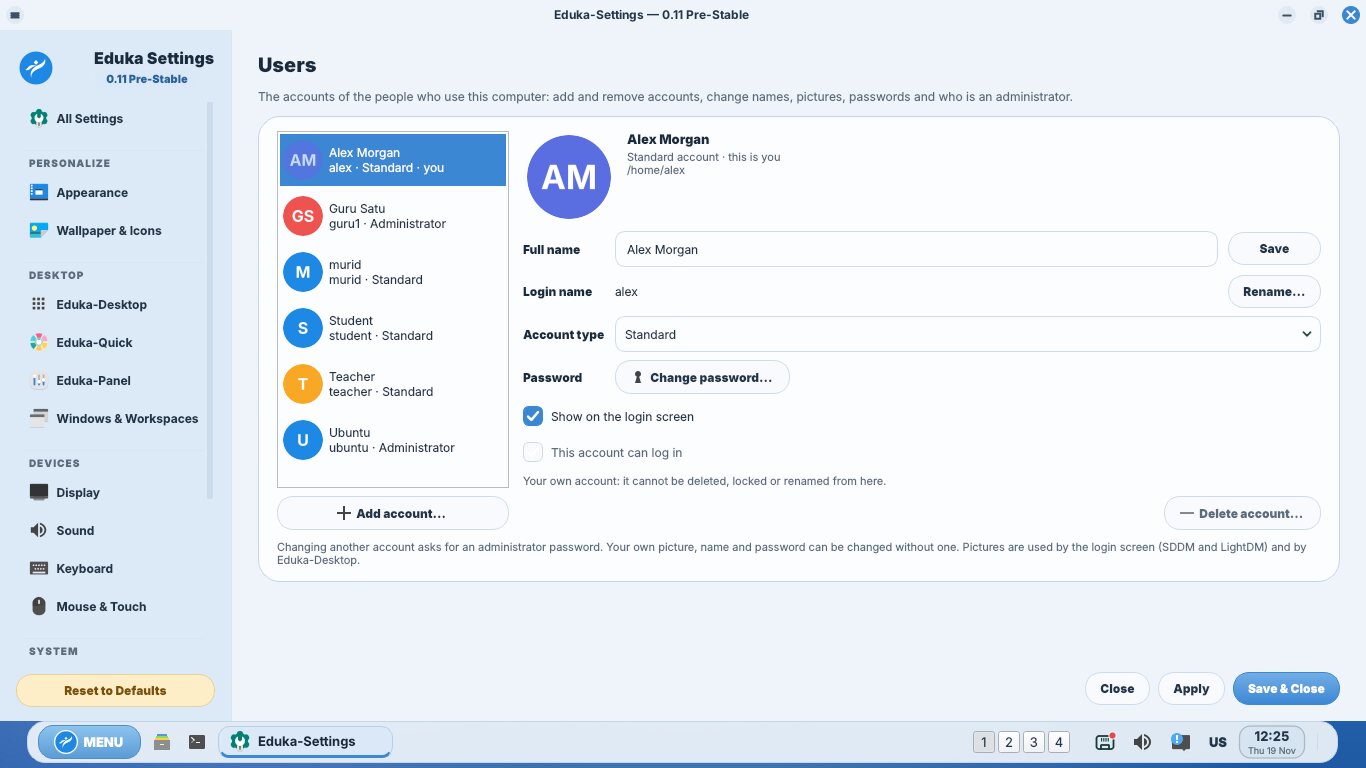 Eduka-Settings — 0.11 Pre-Stable
Eduka Settings
0.11 Pre-Stable
All Settings
PERSONALIZE
Appearance
Wallpaper & Icons
DESKTOP
Eduka-Desktop
Eduka-Quick
Eduka-Panel
Windows & Workspaces
DEVICES
Display
Sound
Keyboard
Mouse & Touch
SYSTEM
Reset to Defaults
Users
The accounts of the people who use this computer: add and remove accounts, change names, pictures, passwords and who is an administrator.
AM
Alex Morgan
alex · Standard · you
GS
Guru Satu
guru1 · Administrator
M
murid
murid · Standard
S
Student
student · Standard
T
Teacher
teacher · Standard
U
Ubuntu
ubuntu · Administrator
Add account...
AM
Alex Morgan
Standard account · this is you
/home/alex
Full name
Alex Morgan
Save
Login name
alex
Rename...
Account type
Standard
Password
Change password...
Show on the login screen
This account can log in
Your own account: it cannot be deleted, locked or renamed from here.
Delete account...
Changing another account asks for an administrator password. Your own picture, name and password can be changed without one. Pictures are used by the login screen (SDDM and LightDM) and by
Eduka-Desktop.
Close
Apply
Save & Close
MENU
Eduka-Settings
1
2
3
4
US
12:25
Thu 19 Nov